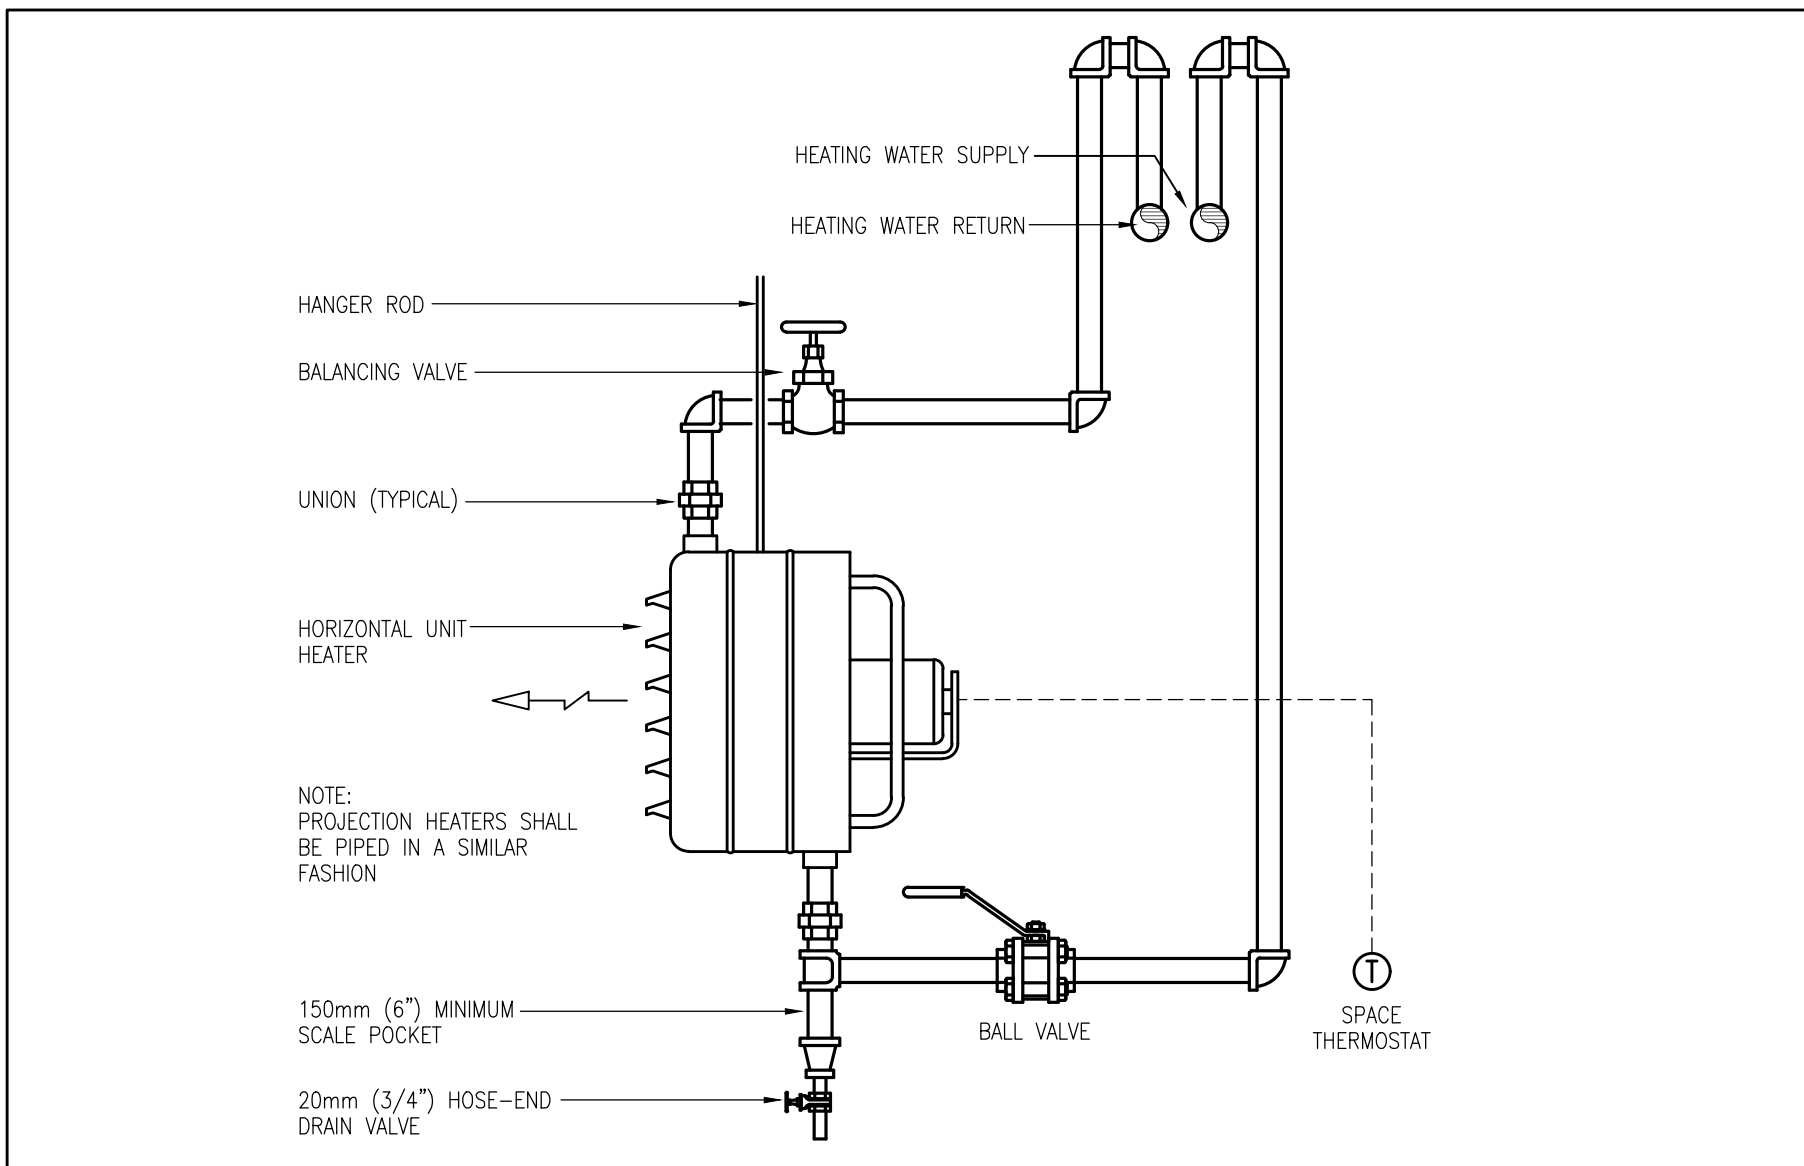 HEATING WATER SUPPLY
HEATING WATER RETURN
HANGER ROD
BALANCING VALVE
UNION (TYPICAL)
HORIZONTAL UNIT
HEATER
NOTE:
PROJECTION HEATERS SHALL
BE PIPED IN A SIMILAR
FASHION
150mm (6") MINIMUM
SCALE POCKET
20mm (3/4") HOSE-END
DRAIN VALVE
BALL VALVE
T
SPACE
THERMOSTAT